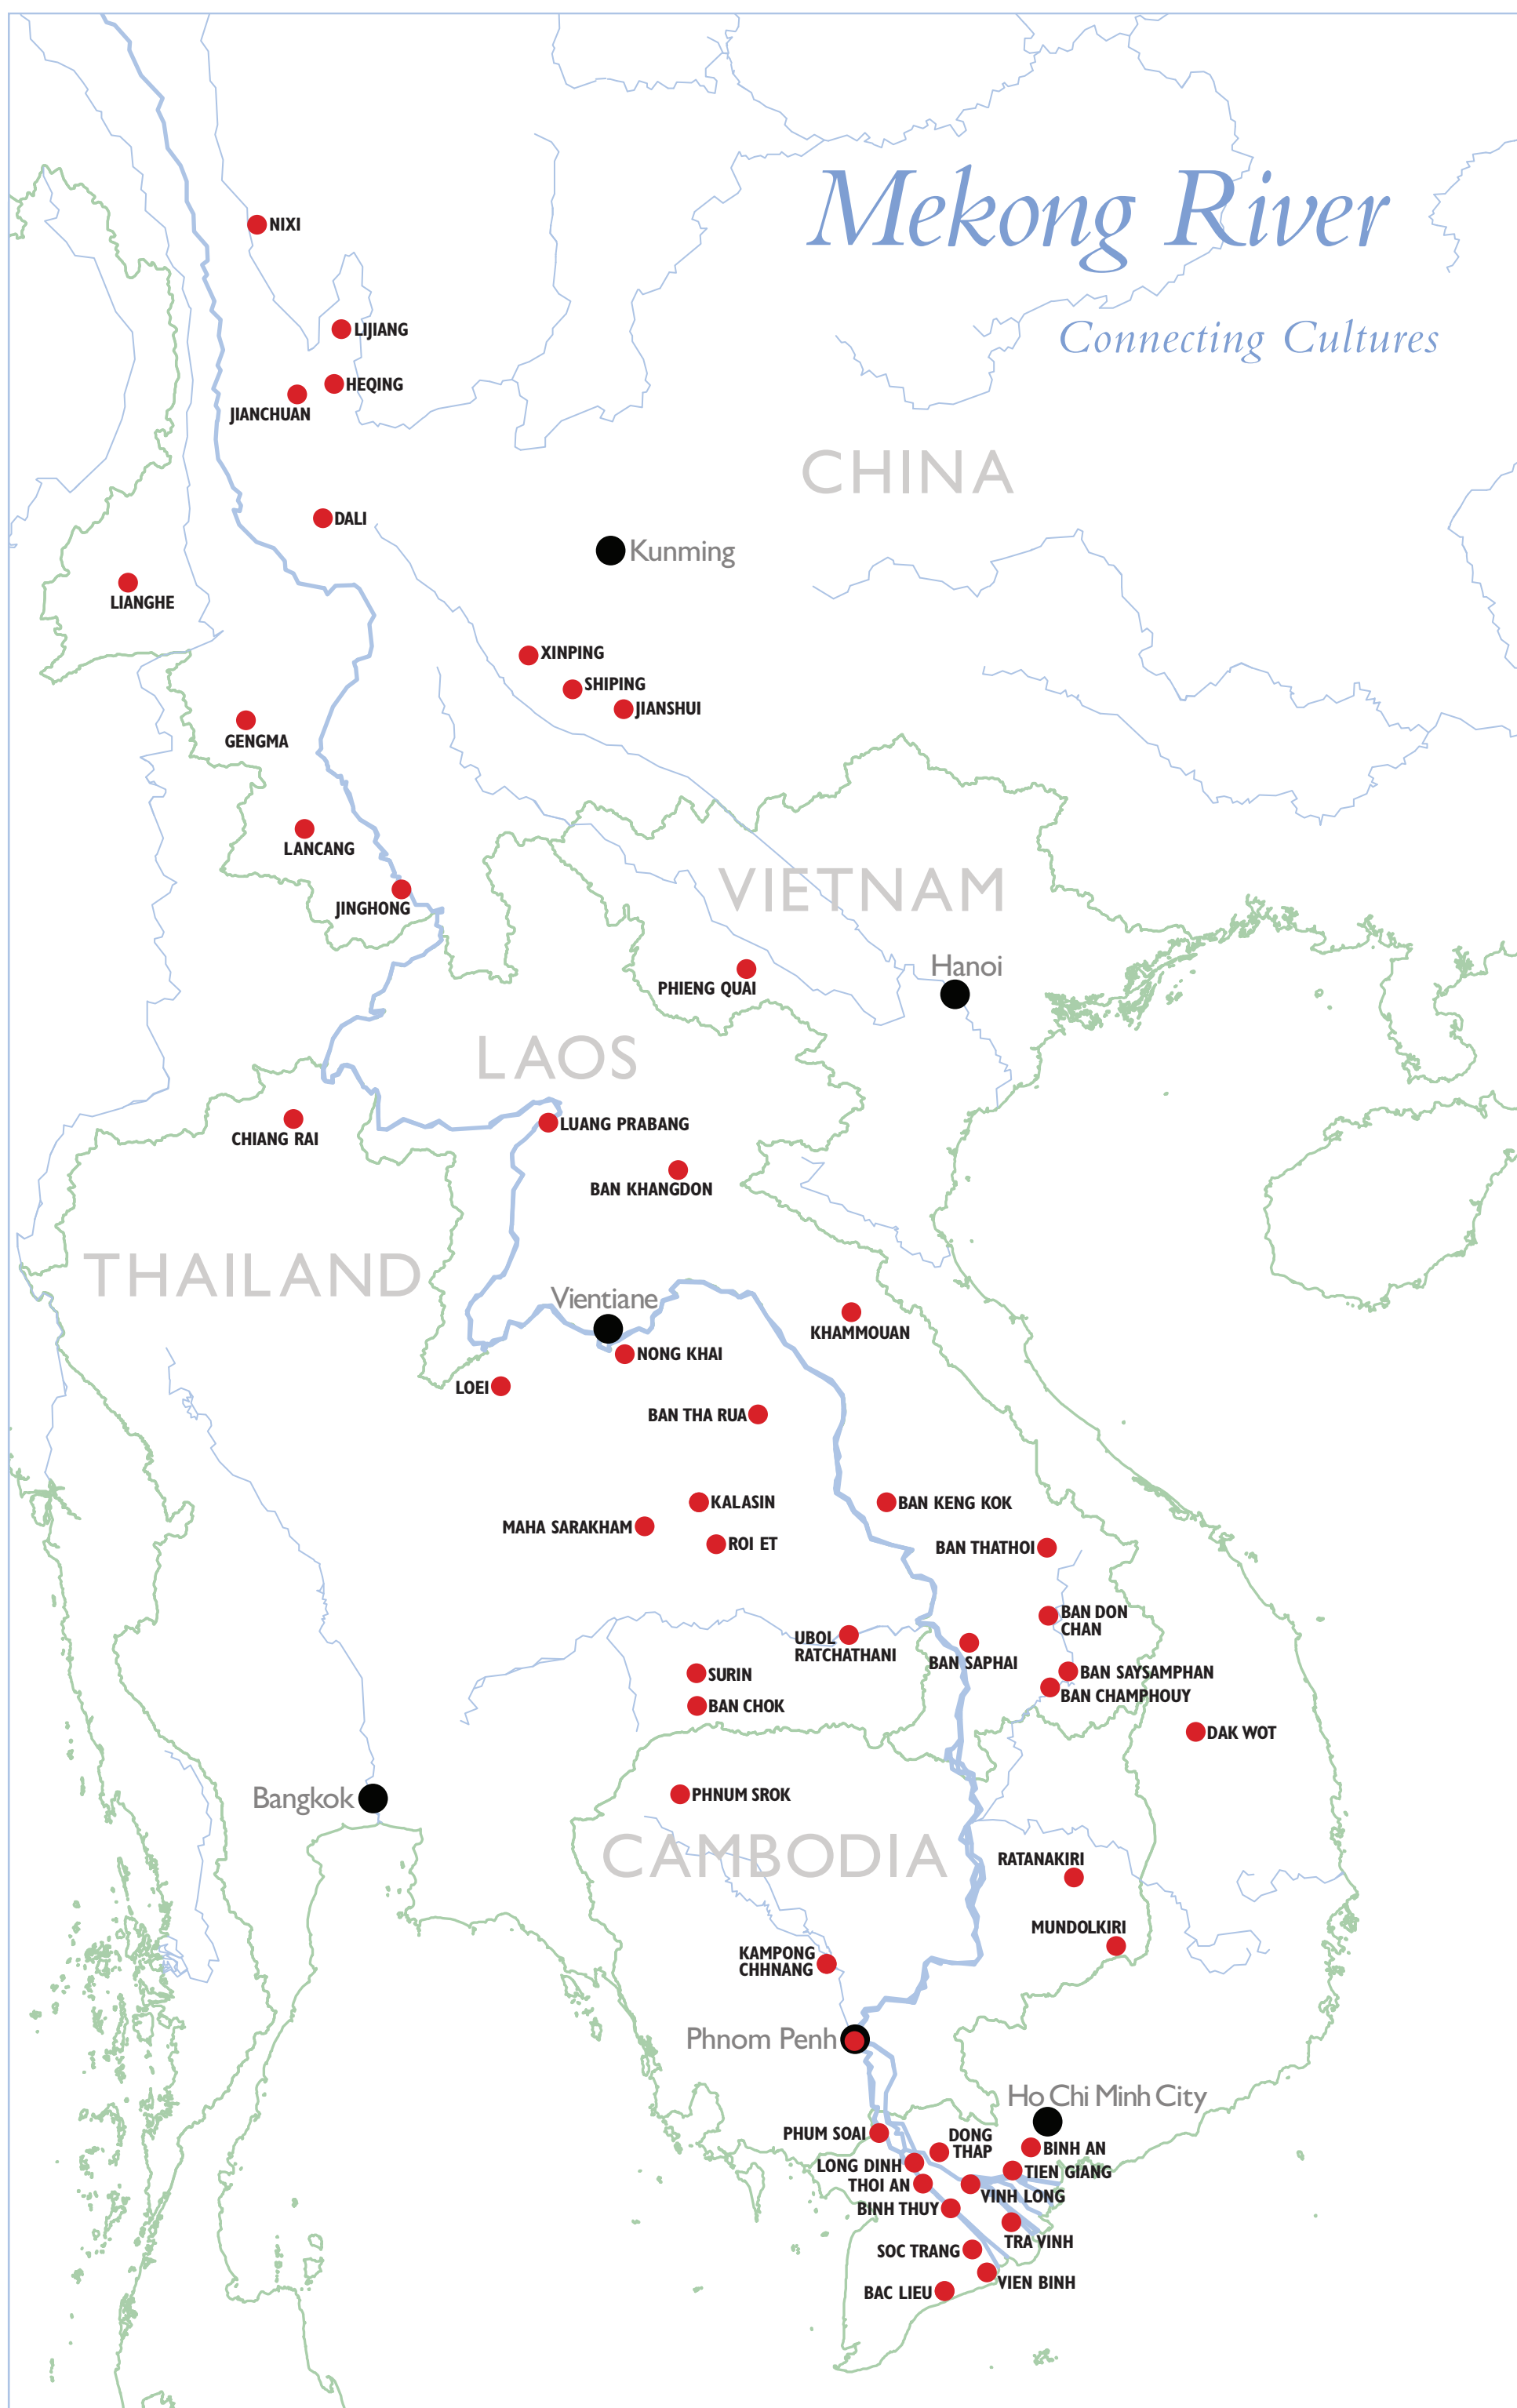 Mekong River
Connecting Cultures
NIXI
LIJIANG
HEQING
JIANCHUAN
CHINA
DALI
Kunming
LIANGHE
XINPING
SHIPING
JIANSHUI
GENGMA
LANCANG
VIETNAM
JINGHONG
Hanoi
PHIENG QUAI
LAOS
LUANG PRABANG
CHIANG RAI
BAN KHANGDON
THAILAND
Vientiane
KHAMMOUAN
NONG KHAI
LOEI
BAN THA RUA
KALASIN
BAN KENG KOK
MAHA SARAKHAM
ROI ET
BAN THATHOI
BAN DON
CHAN
UBOL
RATCHATHANI
BAN SAPHAI
SURIN
BAN SAYSAMPHAN
BAN CHAMPHOUY
BAN CHOK
DAK WOT
PHNUM SROK
Bangkok
CAMBODIA
RATANAKIRI
MUNDOLKIRI
KAMPONG
CHHNANG
Phnom Penh
Ho Chi Minh City
PHUM SOAI
DONG
THAP
BINH AN
LONG DINH
TIEN GIANG
THOI AN
VINH LONG
BINH THUY
TRA VINH
SOC TRANG
VIEN BINH
BAC LIEU